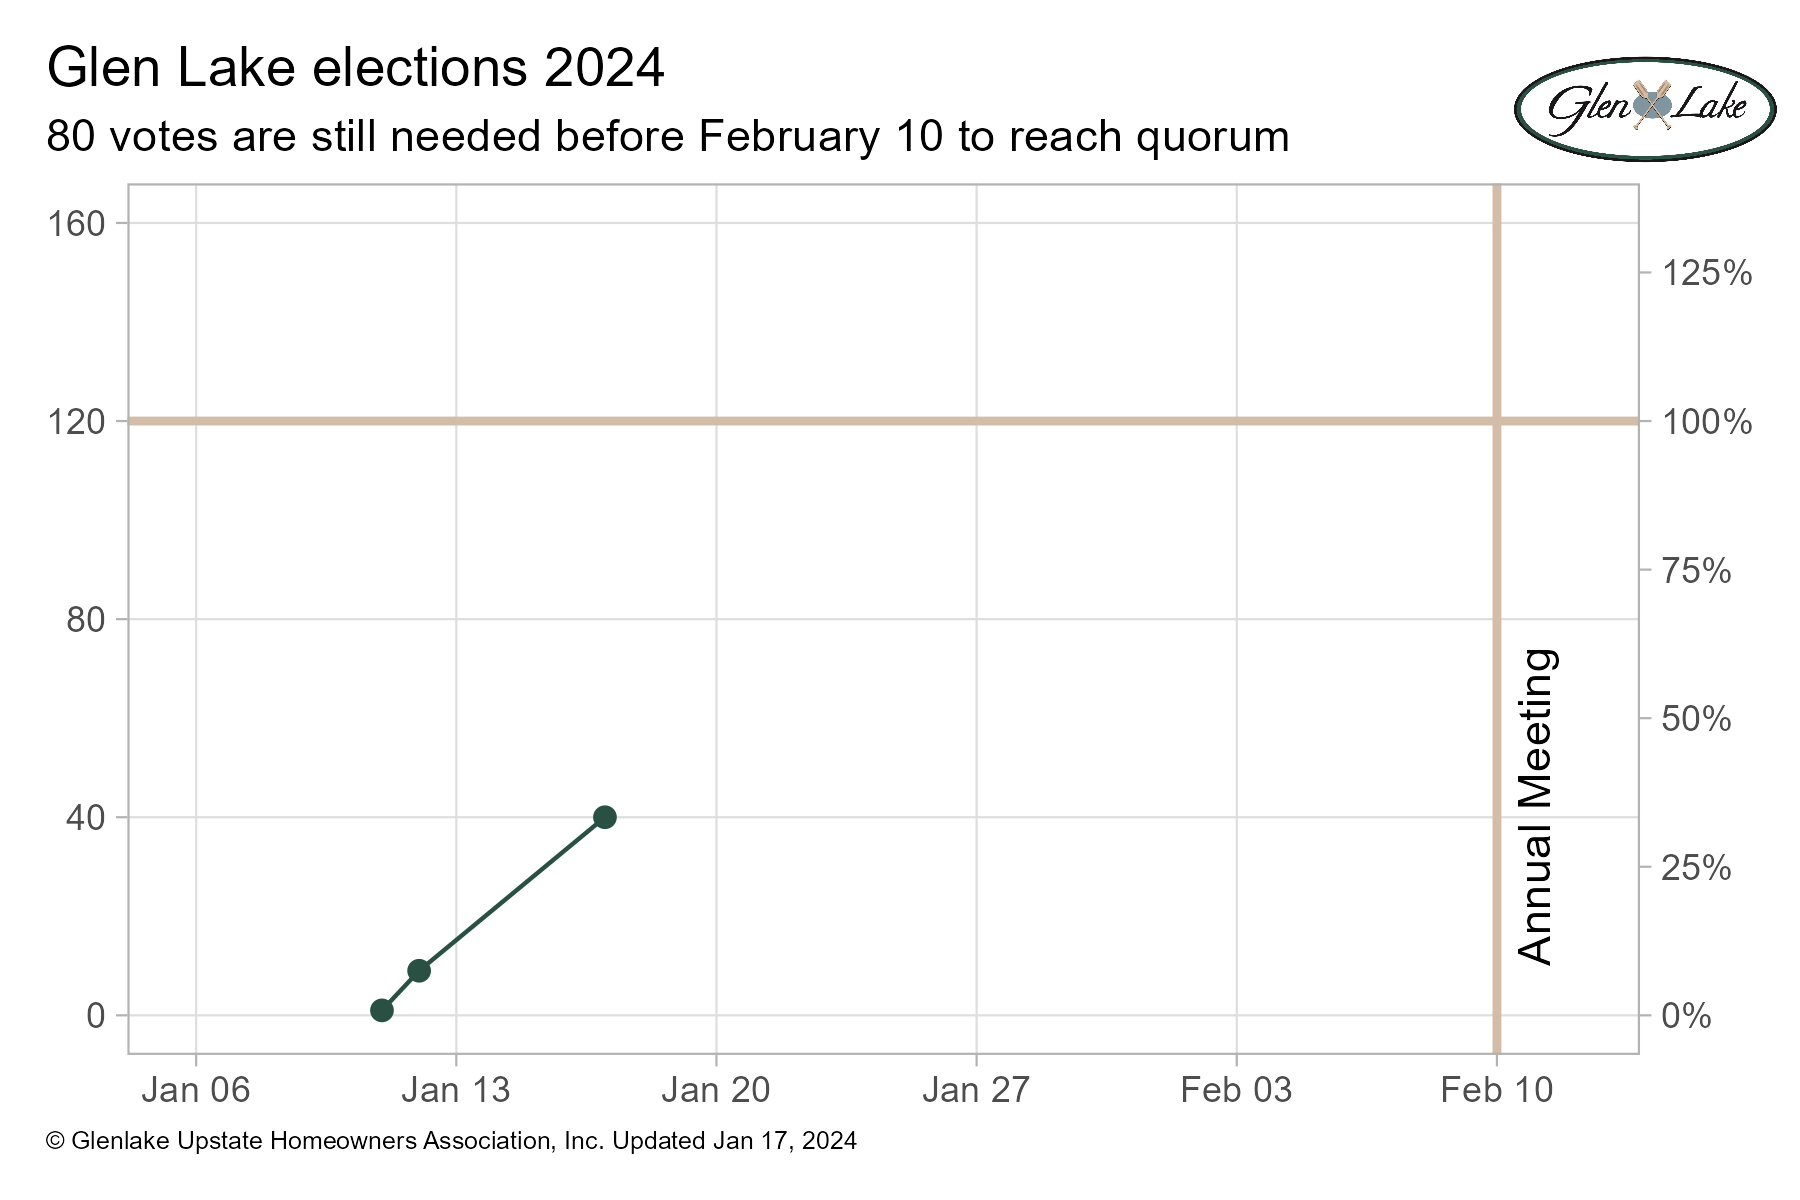 Glen Lake elections 2024
80 votes are still needed before February 10 to reach quorum
Glen Lake
160
120
80
40
0
125%
100%
75%
50%
25%
0%
Annual Meeting
Jan 06
Jan 13
Jan 20
Jan 27
Feb 03
Feb 10
© Glenlake Upstate Homeowners Association, Inc. Updated Jan 17, 2024